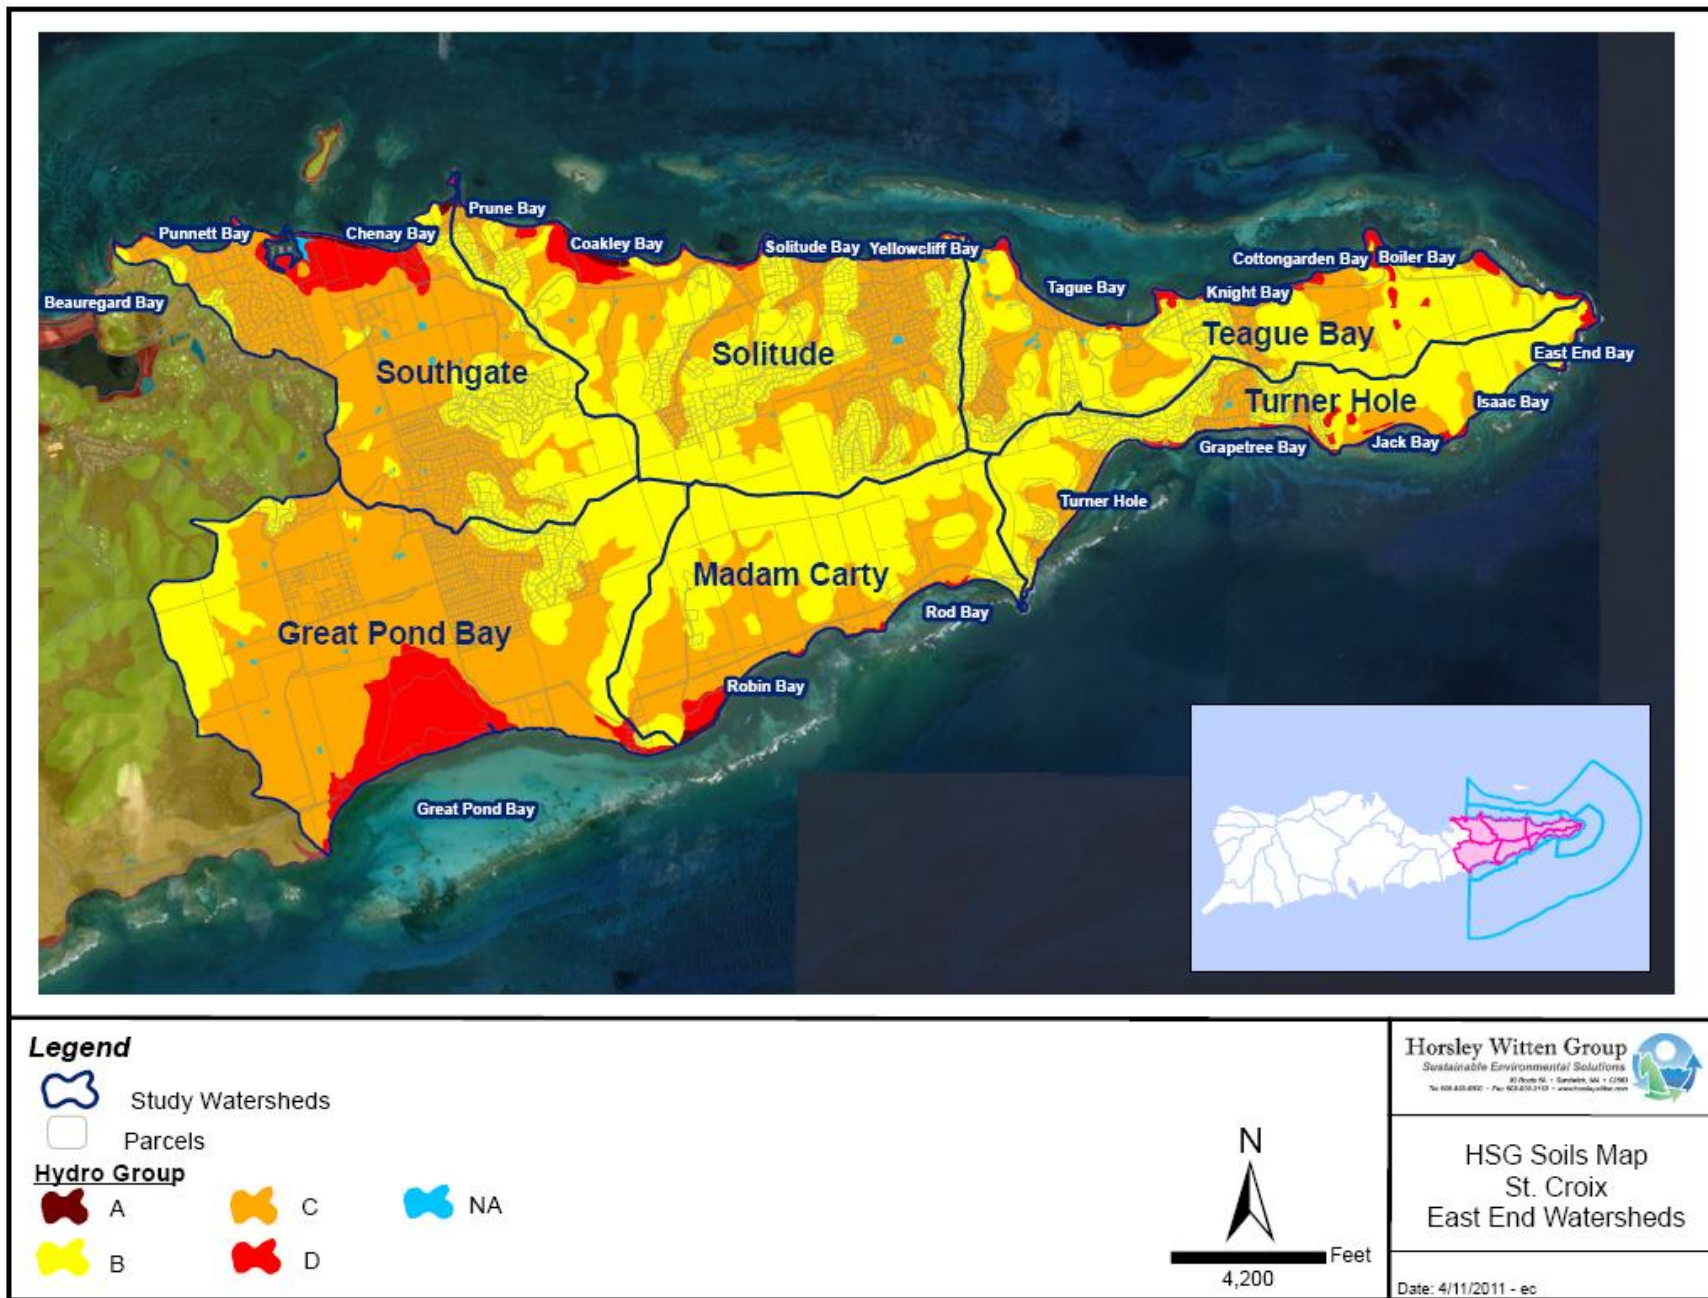 Prune Bay
Punnett Bay
Chenay Bay
Coakley Bay
Solitude Bay
Yellowcliff Bay
Cottongarden Bay
Boiler Bay
Beauregard Bay
Tague Bay
Knight Bay
Teague Bay
Southgate
Solitude
East End Bay
Turner Hole
Isaac Bay
Grapetree Bay
Jack Bay
Turner Hole
Madam Carty
Rod Bay
Great Pond Bay
Robin Bay
Great Pond Bay
Legend
Study Watersheds
Parcels
Hydro Group
A
C
NA
B
D
N
Feet
4,200
Horsley Witten Group
Sustainable Environmental Solutions
HSG Soils Map
St. Croix
East End Watersheds
Date: 4/11/2011 - ec